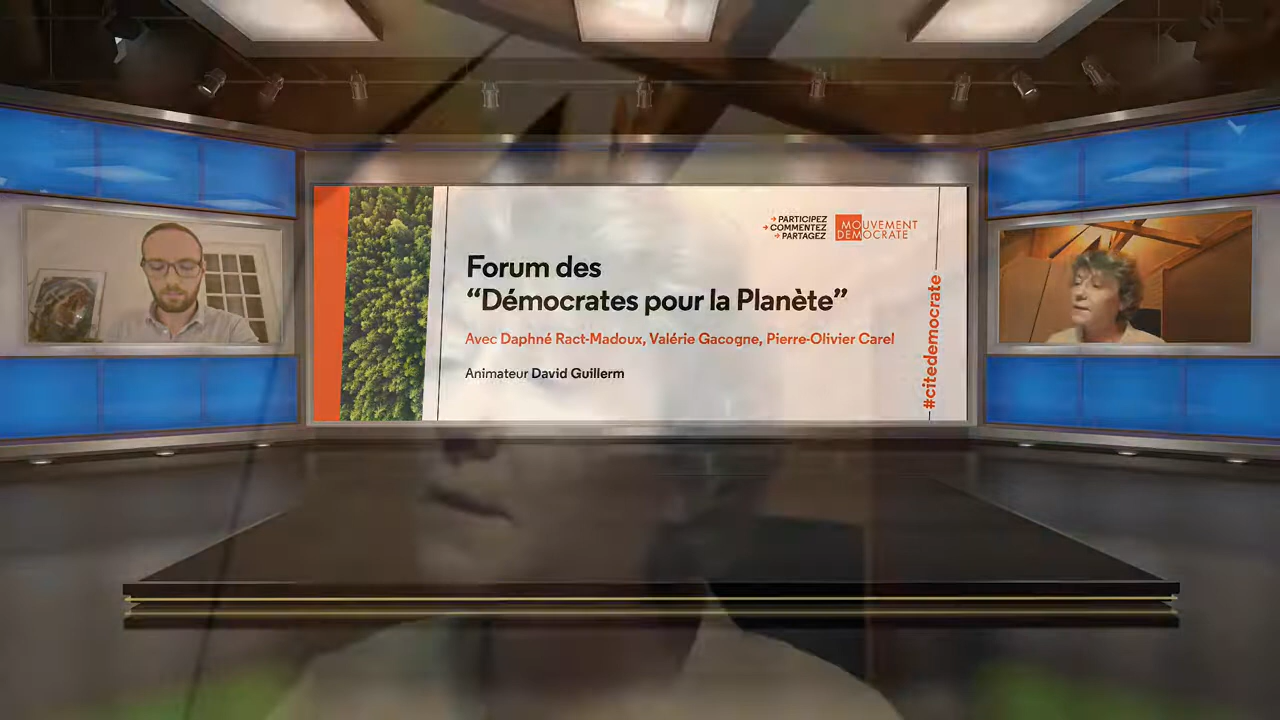 ➔ PARTICIPEZ
➔ COMMENTEZ
➔ PARTAGEZ
MOUVEMENT
DEMOCRATE
Forum des
“Démocrates pour la Planète”
Avec Daphné Ract-Madoux, Valérie Gacogne, Pierre-Olivier Carel
Animateur David Guillerm
#citedemocrate